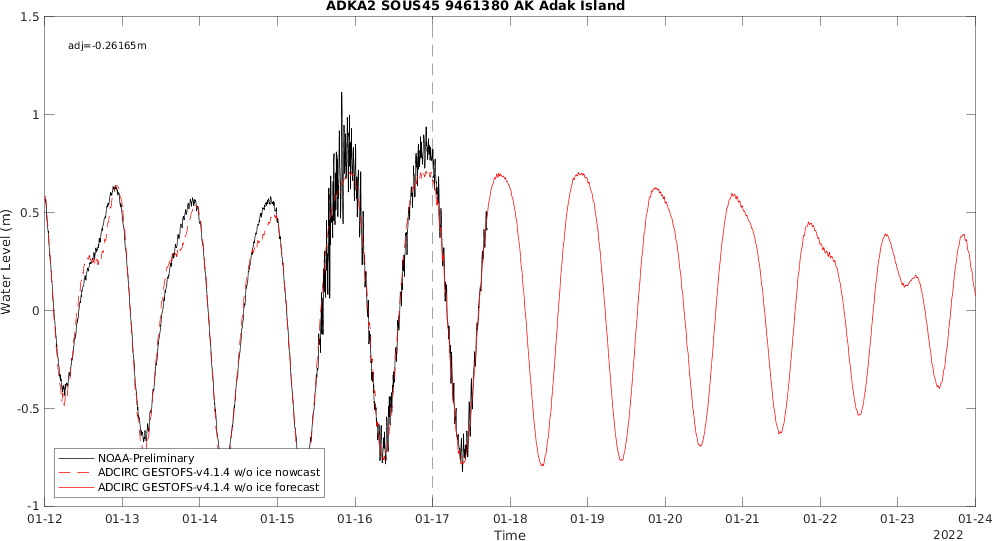 ADKA2 SOUS45 9461380 AK Adak Island
adj=-0.26165m
Water Level (m)
1.5
1
0.5
0
-0.5
-1
NOAA-Preliminary
ADCIRC GESTOFS-v4.1.4 w/o ice nowcast
ADCIRC GESTOFS-v4.1.4 w/o ice forecast
01-12 01-13 01-14 01-15 01-16 01-17 01-18 01-19 01-20 01-21 01-22 01-23 01-24
Time
2022